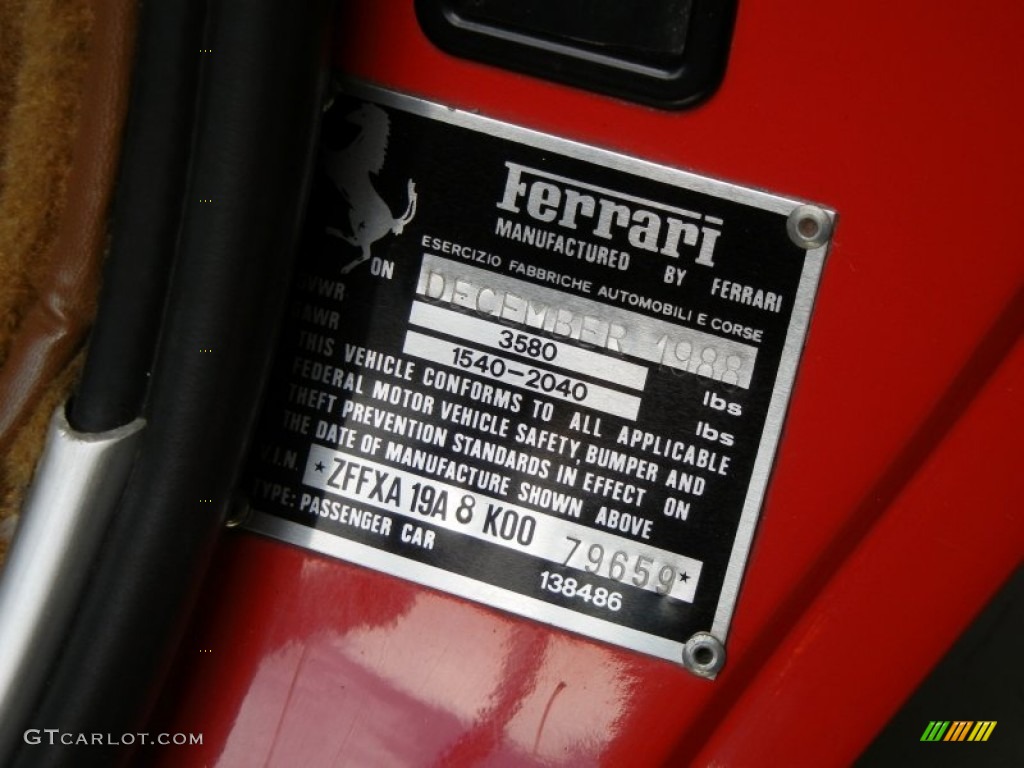 Ferrari
MANUFACTURED BY FERRARI
ESERCIZIO FABBRICHE AUTOMOBILI E CORSE
ON DECEMBER 1988
GVWR 3580 lbs
GAWR 1540-2040 lbs
THIS VEHICLE CONFORMS TO ALL APPLICABLE
FEDERAL MOTOR VEHICLE SAFETY, BUMPER AND
THEFT PREVENTION STANDARDS IN EFFECT ON
THE DATE OF MANUFACTURE SHOWN ABOVE
V.I.N. *ZFFXA 19A 8 K00 79659*
TYPE: PASSENGER CAR 138486
GTCARLOT.COM